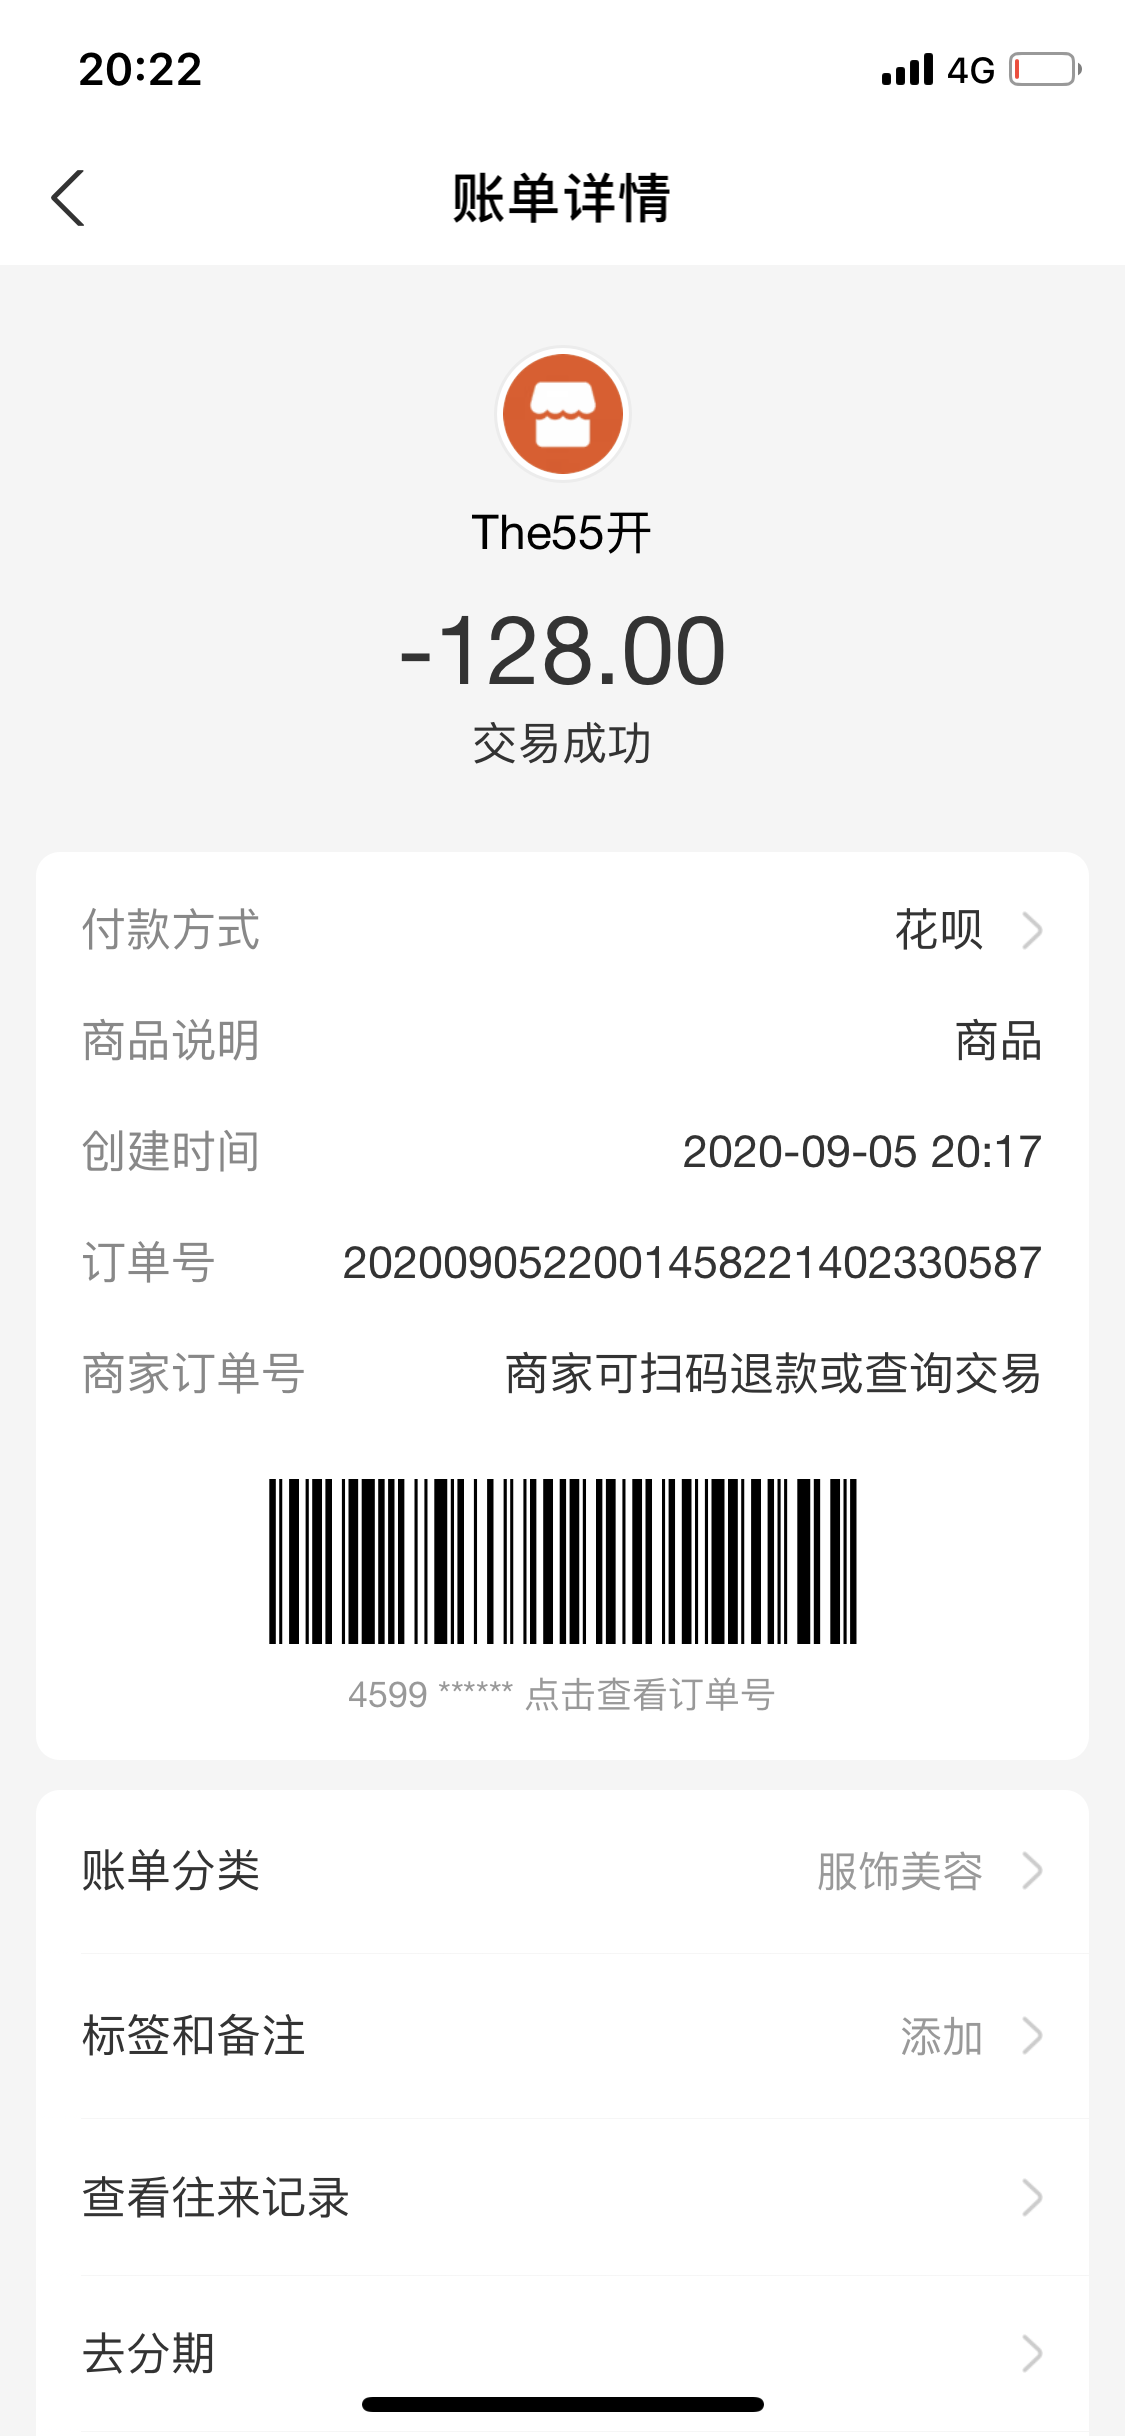 20:22
4G
账单详情
The55开
-128.00
交易成功
付款方式 花呗
商品说明 商品
创建时间 2020-09-05 20:17
订单号 2020090522001458221402330587
商家订单号 商家可扫码退款或查询交易
4599 ****** 点击查看订单号
账单分类 服饰美容
标签和备注 添加
查看往来记录
去分期